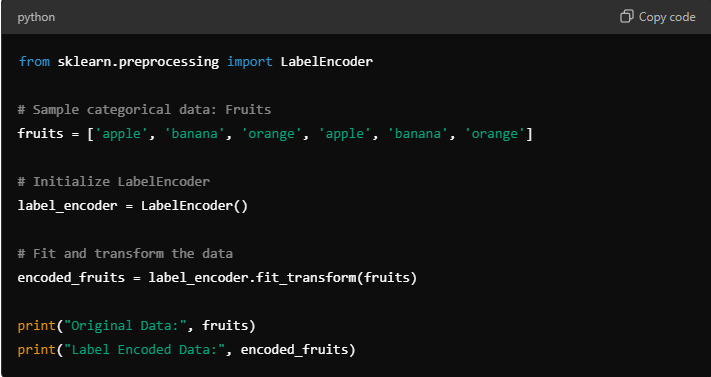 python
Copy code
from sklearn.preprocessing import LabelEncoder
# Sample categorical data: Fruits
fruits = ['apple', 'banana', 'orange', 'apple', 'banana', 'orange']
# Initialize LabelEncoder
label_encoder = LabelEncoder()
# Fit and transform the data
encoded_fruits = label_encoder.fit_transform(fruits)
print("Original Data:", fruits)
print("Label Encoded Data:", encoded_fruits)